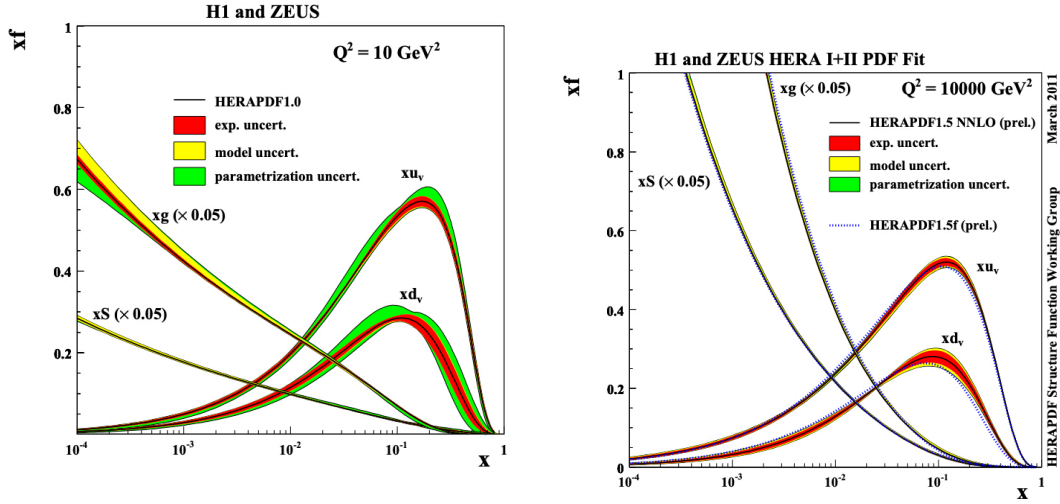 H1 and ZEUS
xf
1
0.8
0.6
0.4
0.2
Q² = 10 GeV²
HERAPDF1.0
exp. uncert.
model uncert.
parametrization uncert.
xuᵥ
xg (× 0.05)
xdᵥ
xS (× 0.05)
10⁻⁴ 10⁻³ 10⁻² 10⁻¹ 1
x
H1 and ZEUS HERA I+II PDF Fit
xf
1
0.8
0.6
0.4
0.2
0
xg (× 0.05)
Q² = 10000 GeV²
HERAPDF1.5 NNLO (prel.)
exp. uncert.
model uncert.
parametrization uncert.
HERAPDF1.5f (prel.)
xS (× 0.05)
xuᵥ
xdᵥ
10⁻⁴ 10⁻³ 10⁻² 10⁻¹ 1
x
HERAPDF Structure Function Working Group March 2011